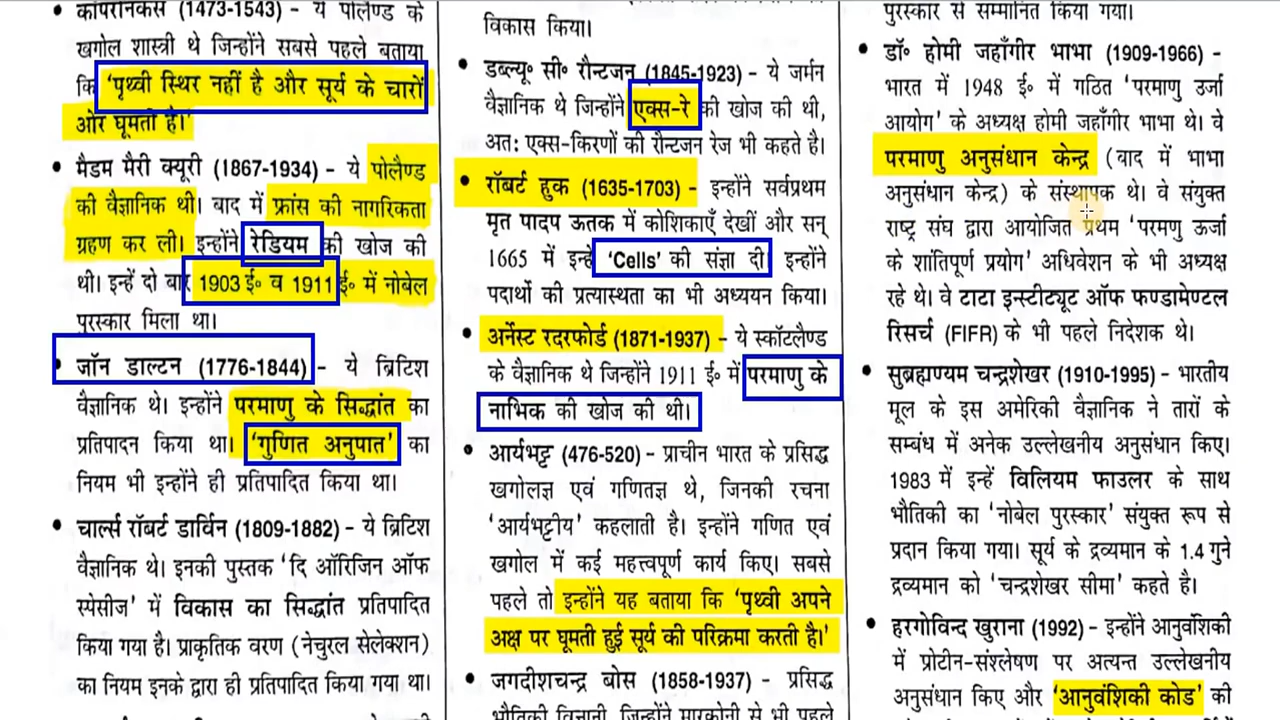 कॉपरनिकस (1473-1543) - ये पोलैण्ड के
खगोल शास्त्री थे जिन्होंने सबसे पहले बताया
कि 'पृथ्वी स्थिर नहीं है और सूर्य के चारों
ओर घूमती है।'
• मैडम मैरी क्यूरी (1867-1934) - ये पोलैण्ड
की वैज्ञानिक थी। बाद में फ्रांस की नागरिकता
ग्रहण कर ली। इन्होंने रेडियम की खोज की
थी। इन्हें दो बार 1903 ई॰ व 1911 ई॰ में नोबेल
पुरस्कार मिला था।
• जॉन डाल्टन (1776-1844) - ये ब्रिटिश
वैज्ञानिक थे। इन्होंने परमाणु के सिद्धांत का
प्रतिपादन किया था। 'गुणित अनुपात' का
नियम भी इन्होंने ही प्रतिपादित किया था।
• चार्ल्स रॉबर्ट डार्विन (1809-1882) - ये ब्रिटिश
वैज्ञानिक थे। इनकी पुस्तक 'दि ऑरिजिन ऑफ
स्पेसीज' में विकास का सिद्धांत प्रतिपादित
किया गया है। प्राकृतिक वरण (नेचुरल सेलेक्शन)
का नियम इनके द्वारा ही प्रतिपादित किया गया था।
विकास किया।
• डब्ल्यू॰ सी॰ रौन्टजन (1845-1923) - ये जर्मन
वैज्ञानिक थे जिन्होंने एक्स-रे की खोज की थी,
अत: एक्स-किरणों की रौन्टजन रेज भी कहते है।
• रॉबर्ट हुक (1635-1703) - इन्होंने सर्वप्रथम
मृत पादप ऊतक में कोशिकाएँ देखीं और सन्
1665 में इन्हें 'Cells' की संज्ञा दी। इन्होंने
पदार्थो की प्रत्यास्थता का भी अध्ययन किया।
• अर्नेस्ट रदरफोर्ड (1871-1937) - ये स्कॉटलैण्ड
के वैज्ञानिक थे जिन्होंने 1911 ई॰ में परमाणु के
नाभिक की खोज की थी।
• आर्यभट्ट (476-520) - प्राचीन भारत के प्रसिद्ध
खगोलज्ञ एवं गणितज्ञ थे, जिनकी रचना
'आर्यभट्टीय' कहलाती है। इन्होंने गणित एवं
खगोल में कई महत्त्वपूर्ण कार्य किए। सबसे
पहले तो इन्होंने यह बताया कि 'पृथ्वी अपने
अक्ष पर घूमती हुई सूर्य की परिक्रमा करती है।'
• जगदीशचन्द्र बोस (1858-1937) - प्रसिद्ध
भौतिकी विज्ञानी, जिन्होंने मारकोनी से भी पहले
पुरस्कार से सम्मानित किया गया।
• डॉ॰ होमी जहाँगीर भाभा (1909-1966) -
भारत में 1948 ई॰ में गठित 'परमाणु उर्जा
आयोग' के अध्यक्ष होमी जहाँगीर भाभा थे। वे
परमाणु अनुसंधान केन्द्र (बाद में भाभा
अनुसंधान केन्द्र) के संस्थापक थे। वे संयुक्त
राष्ट्र संघ द्वारा आयोजित प्रथम 'परमाणु ऊर्जा
के शांतिपूर्ण प्रयोग' अधिवेशन के भी अध्यक्ष
रहे थे। वे टाटा इन्स्टीट्यूट ऑफ फण्डामेण्टल
रिसर्च (FIFR) के भी पहले निदेशक थे।
• सुब्रह्मण्यम चन्द्रशेखर (1910-1995) - भारतीय
मूल के इस अमेरिकी वैज्ञानिक ने तारों के
सम्बंध में अनेक उल्लेखनीय अनुसंधान किए।
1983 में इन्हें विलियम फाउलर के साथ
भौतिकी का 'नोबेल पुरस्कार' संयुक्त रूप से
प्रदान किया गया। सूर्य के द्रव्यमान के 1.4 गुने
द्रव्यमान को 'चन्द्रशेखर सीमा' कहते है।
• हरगोविन्द खुराना (1992) - इन्होंने आनुवंशिकी
में प्रोटीन-संश्लेषण पर अत्यन्त उल्लेखनीय
अनुसंधान किए और 'आनुवंशिकी कोड' की